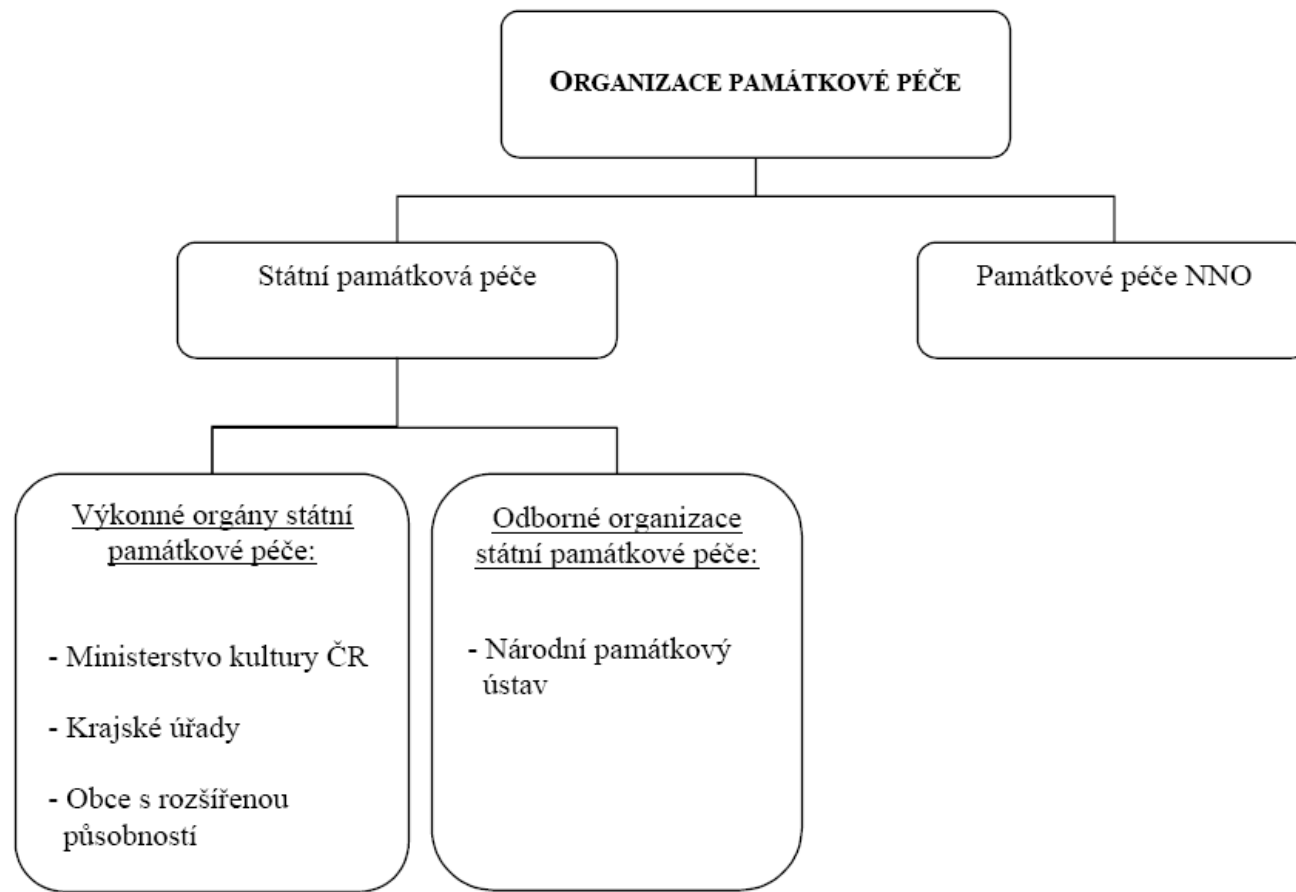 ORGANIZACE PAMÁTKOVÉ PÉČE
Státní památková péče
Památkové péče NNO
Výkonné orgány státní
památkové péče:
- Ministerstvo kultury ČR
- Krajské úřady
- Obce s rozšířenou
působností
Odborné organizace
státní památkové péče:
- Národní památkový
ústav